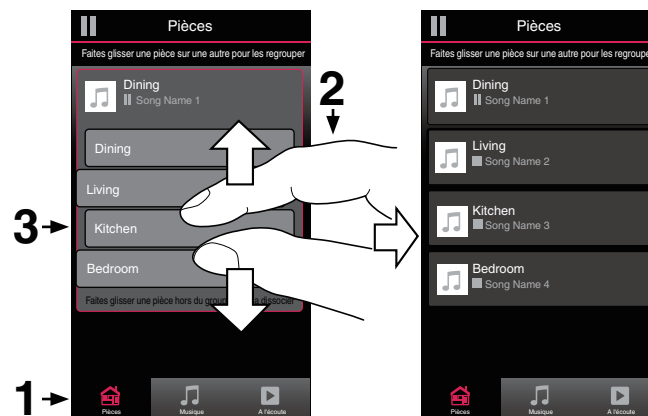 Pièces
Faites glisser une pièce sur une autre pour les regrouper
Dining
Song Name 1
Dining
Living
Kitchen
Bedroom
Faites glisser une pièce hors du group a dissocier
Pièces
Musique
A l'écoute
1
2
3
Pièces
Faites glisser une pièce sur une autre pour les regroupe
Dining
Song Name 1
Living
Song Name 2
Kitchen
Song Name 3
Bedroom
Song Name 4
Pièces
Musique
A l'écoute